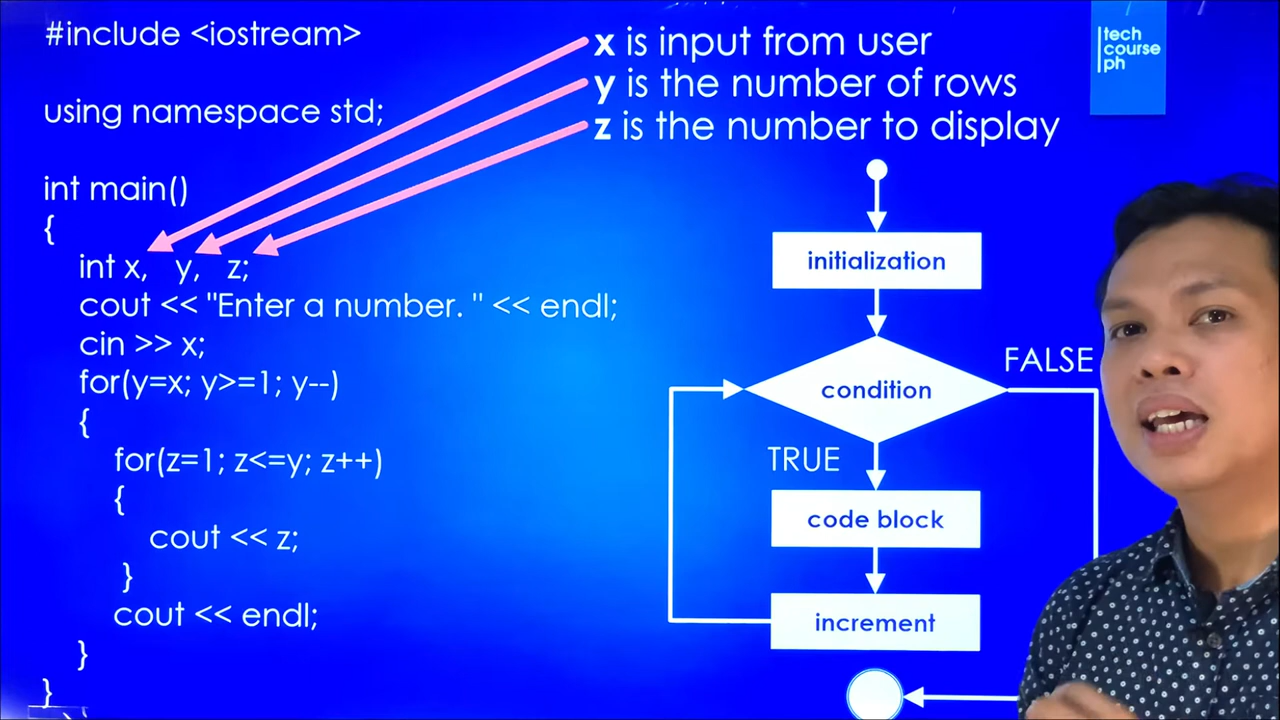 #include <iostream>
using namespace std;
int main()
{
int x, y, z;
cout << "Enter a number. " << endl;
cin >> x;
for(y=x; y>=1; y--)
{
for(z=1; z<=y; z++)
{
cout << z;
}
cout << endl;
}
}
x is input from user
y is the number of rows
z is the number to display
tech
course
ph
initialization
condition
FALSE
TRUE
code block
increment